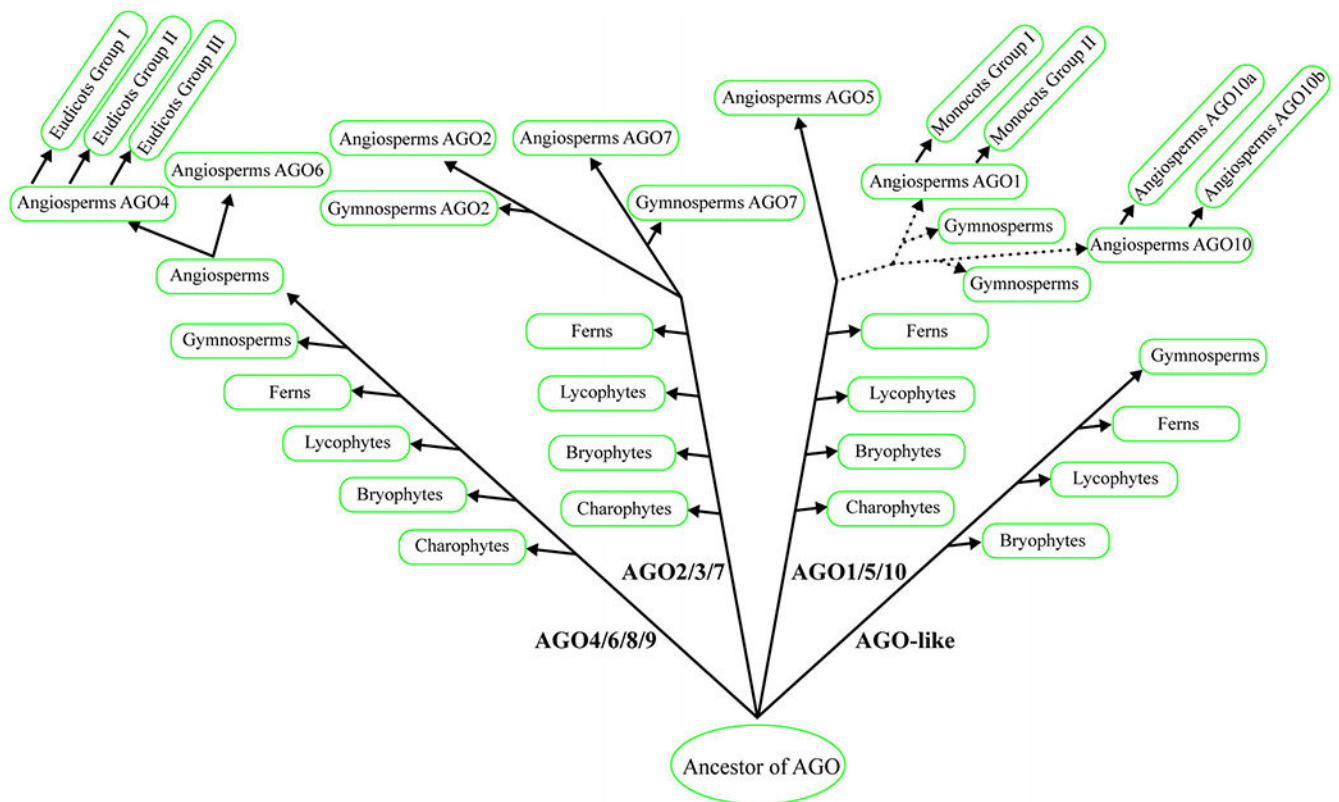 Eudicots Group I
Eudicots Group II
Eudicots Group III
Angiosperms AGO6
Angiosperms AGO4
Angiosperms
Gymnosperms
Ferns
Lycophytes
Bryophytes
Charophytes
AGO4/6/8/9
Angiosperms AGO2
Angiosperms AGO7
Gymnosperms AGO2
Gymnosperms AGO7
Ferns
Lycophytes
Bryophytes
Charophytes
AGO2/3/7
Angiosperms AGO5
Monocots Group I
Monocots Group II
Angiosperms AGO1
Gymnosperms
Gymnosperms
Angiosperms AGO10a
Angiosperms AGO10b
Angiosperms AGO10
Ferns
Lycophytes
Bryophytes
Charophytes
AGO1/5/10
Gymnosperms
Ferns
Lycophytes
Bryophytes
AGO-like
Ancestor of AGO